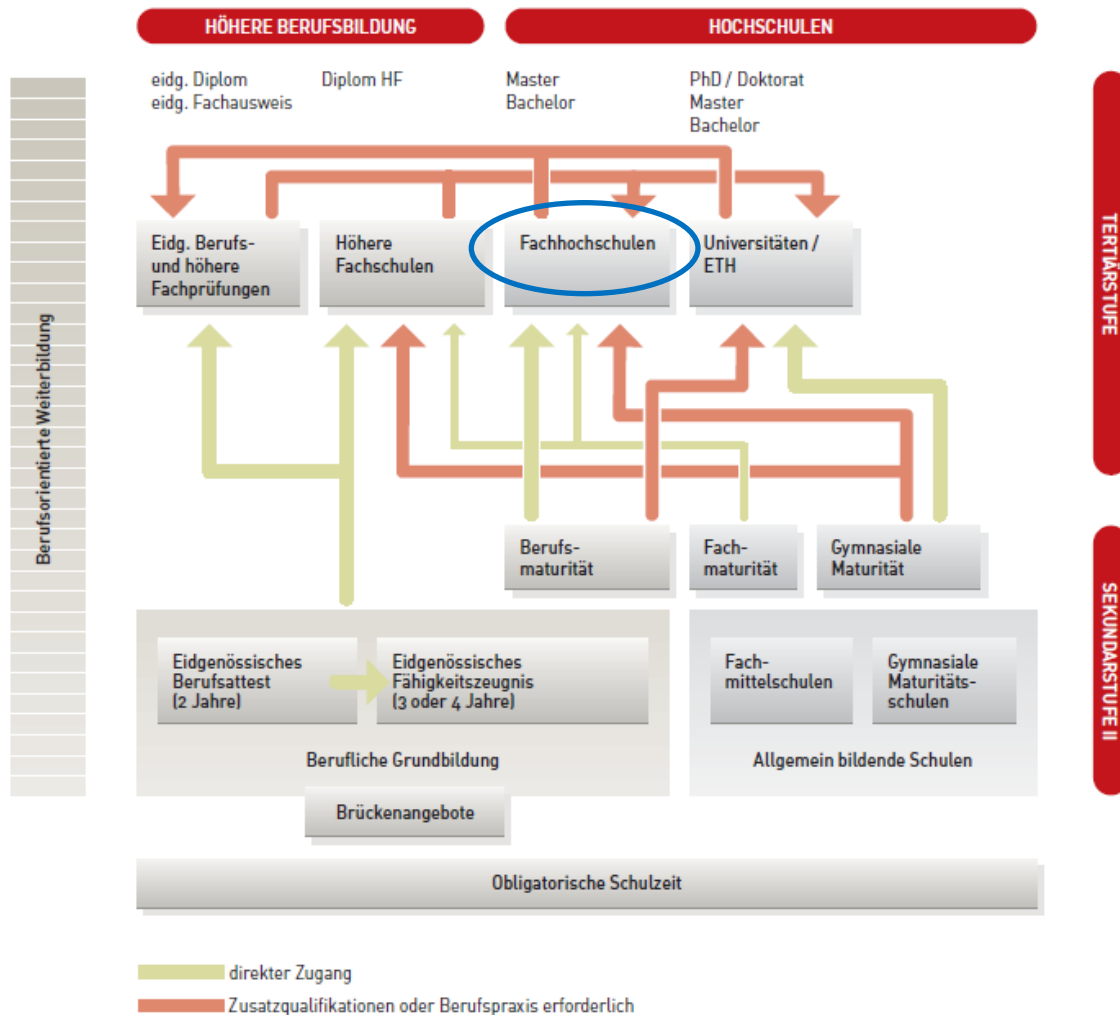 HÖHERE BERUFSBILDUNG
HOCHSCHULEN
eidg. Diplom
eidg. Fachausweis
Diplom HF
Master
Bachelor
PhD / Doktorat
Master
Bachelor
Eidg. Berufs-
und höhere
Fachprüfungen
Höhere
Fachschulen
Fachhochschulen
Universitäten /
ETH
TERTIÄRSTUFE
Berufsorientierte Weiterbildung
Berufs-
maturität
Fach-
maturität
Gymnasiale
Maturität
SEKUNDARSTUFE II
Eidgenössisches
Berufsattest
(2 Jahre)
Eidgenössisches
Fähigkeitszeugnis
(3 oder 4 Jahre)
Fach-
mittelschulen
Gymnasiale
Maturitäts-
schulen
Berufliche Grundbildung
Allgemein bildende Schulen
Brückenangebote
Obligatorische Schulzeit
direkter Zugang
Zusatzqualifikationen oder Berufspraxis erforderlich